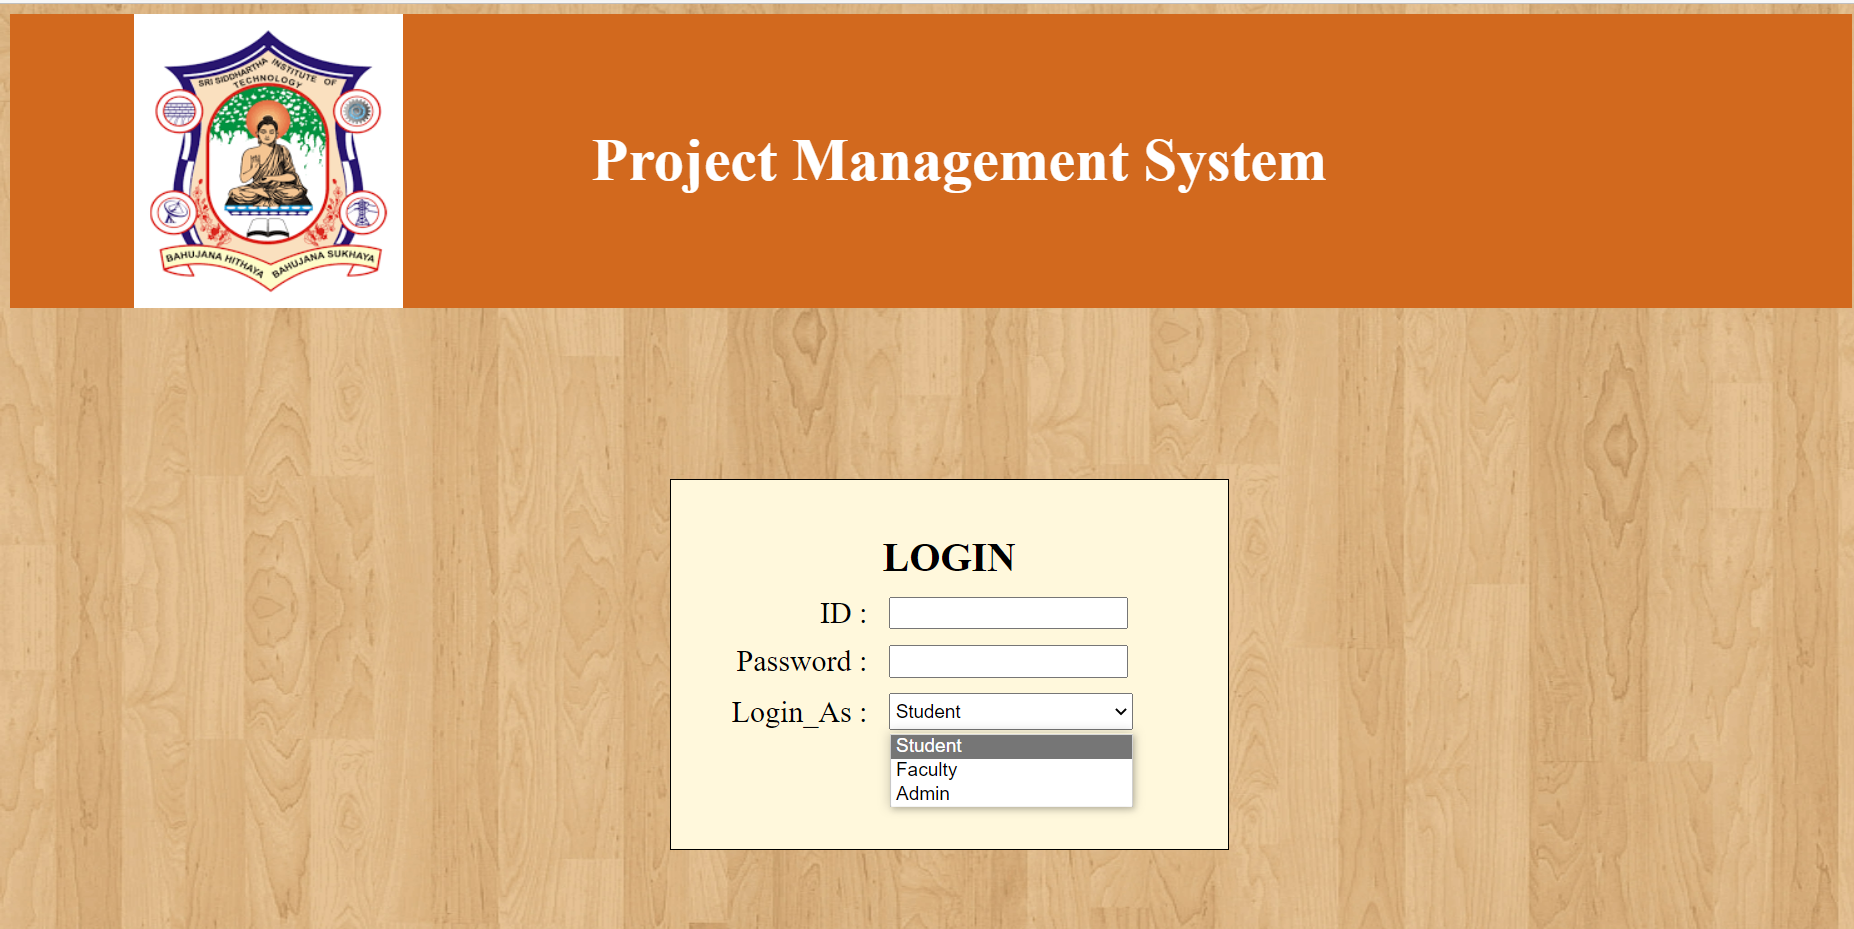 SRI SIDDHARTHA INSTITUTE OF
TECHNOLOGY
BAHUJANA HITHAYA BAHUJANA SUKHAYA
Project Management System
LOGIN
ID :
Password :
Login_As : Student
Student
Faculty
Admin